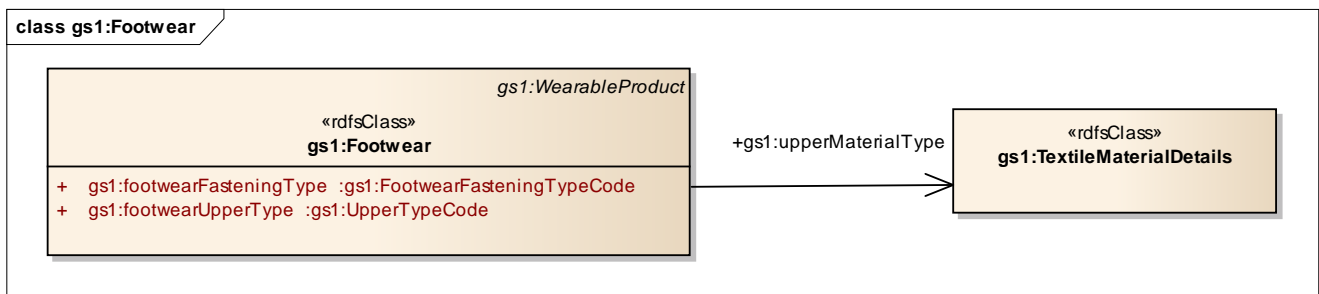 class gs1:Footwear
gs1:WearableProduct
«rdfsClass»
gs1:Footwear
+ gs1:footwearFasteningType :gs1:FootwearFasteningTypeCode
+ gs1:footwearUpperType :gs1:UpperTypeCode
+gs1:upperMaterialType
«rdfsClass»
gs1:TextileMaterialDetails